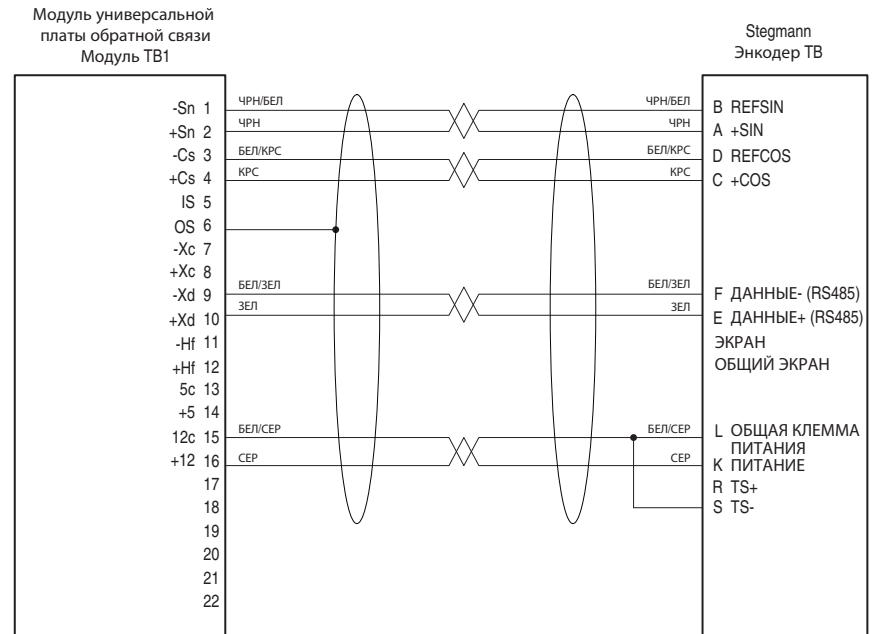 Модуль универсальной
платы обратной связи
Модуль ТВ1
Stegmann
Энкодер ТВ
-Sn 1 ЧРН/БЕЛ ЧРН/БЕЛ B REFSIN
+Sn 2 ЧРН ЧРН A +SIN
-Cs 3 БЕЛ/КРС БЕЛ/КРС D REFCOS
+Cs 4 КРС КРС C +COS
IS 5
OS 6
-Xc 7
+Xc 8
-Xd 9 БЕЛ/ЗЕЛ БЕЛ/ЗЕЛ F ДАННЫЕ- (RS485)
+Xd 10 ЗЕЛ ЗЕЛ E ДАННЫЕ+ (RS485)
-Hf 11 ЭКРАН
+Hf 12 ОБЩИЙ ЭКРАН
5c 13
+5 14
12c 15 БЕЛ/СЕР БЕЛ/СЕР L ОБЩАЯ КЛЕММА
ПИТАНИЯ
+12 16 СЕР СЕР K ПИТАНИЕ
17 R TS+
18 S TS-
19
20
21
22